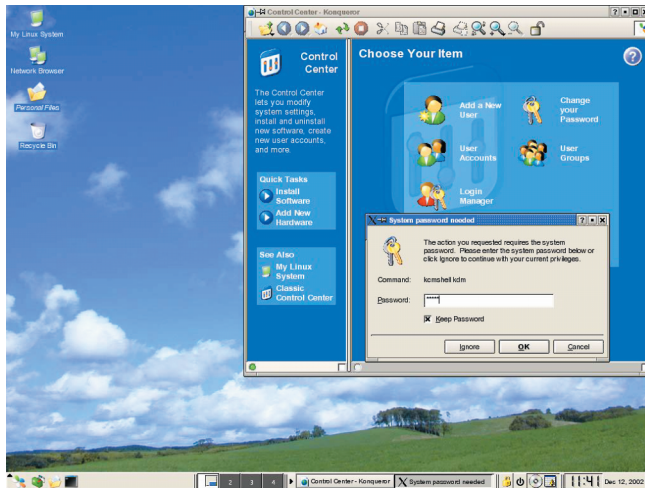 My Linux System
Network Browser
Personal Files
Recycle Bin
Control Center - Konqueror
Control
Center
The Control Center
lets you modify
system settings,
install and uninstall
new software, create
new user accounts,
and more.
Quick Tasks
Install
Software
Add New
Hardware
See Also
My Linux
System
Classic
Control Center
Choose Your Item
Add a New
User
Change
your
Password
User
Accounts
User
Groups
Login
Manager
System password needed
The action you requested requires the system
password. Please enter the system password below or
click Ignore to continue with your current privileges.
Command: kcmshell kdm
Password: *****
Keep Password
Ignore OK Cancel
2 3 4 Control Center - Konqueror System password needed 11:41 Dec 12, 2002